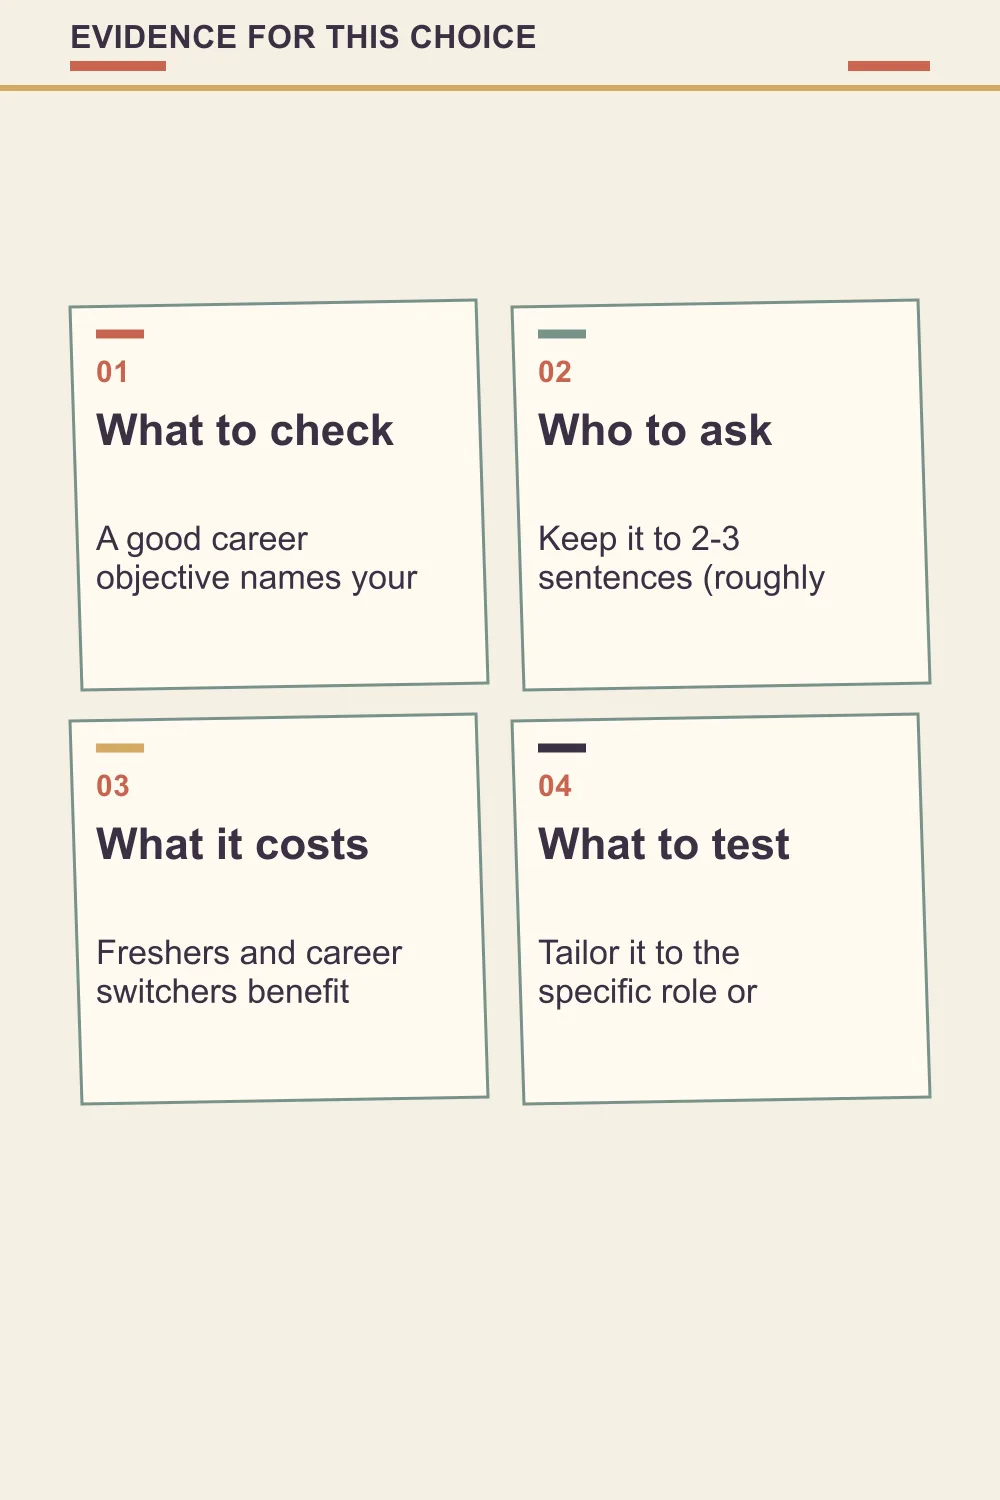 EVIDENCE FOR THIS CHOICE
01
What to check
A good career
objective names your
02
Who to ask
Keep it to 2-3
sentences (roughly
03
What it costs
Freshers and career
switchers benefit
04
What to test
Tailor it to the
specific role or